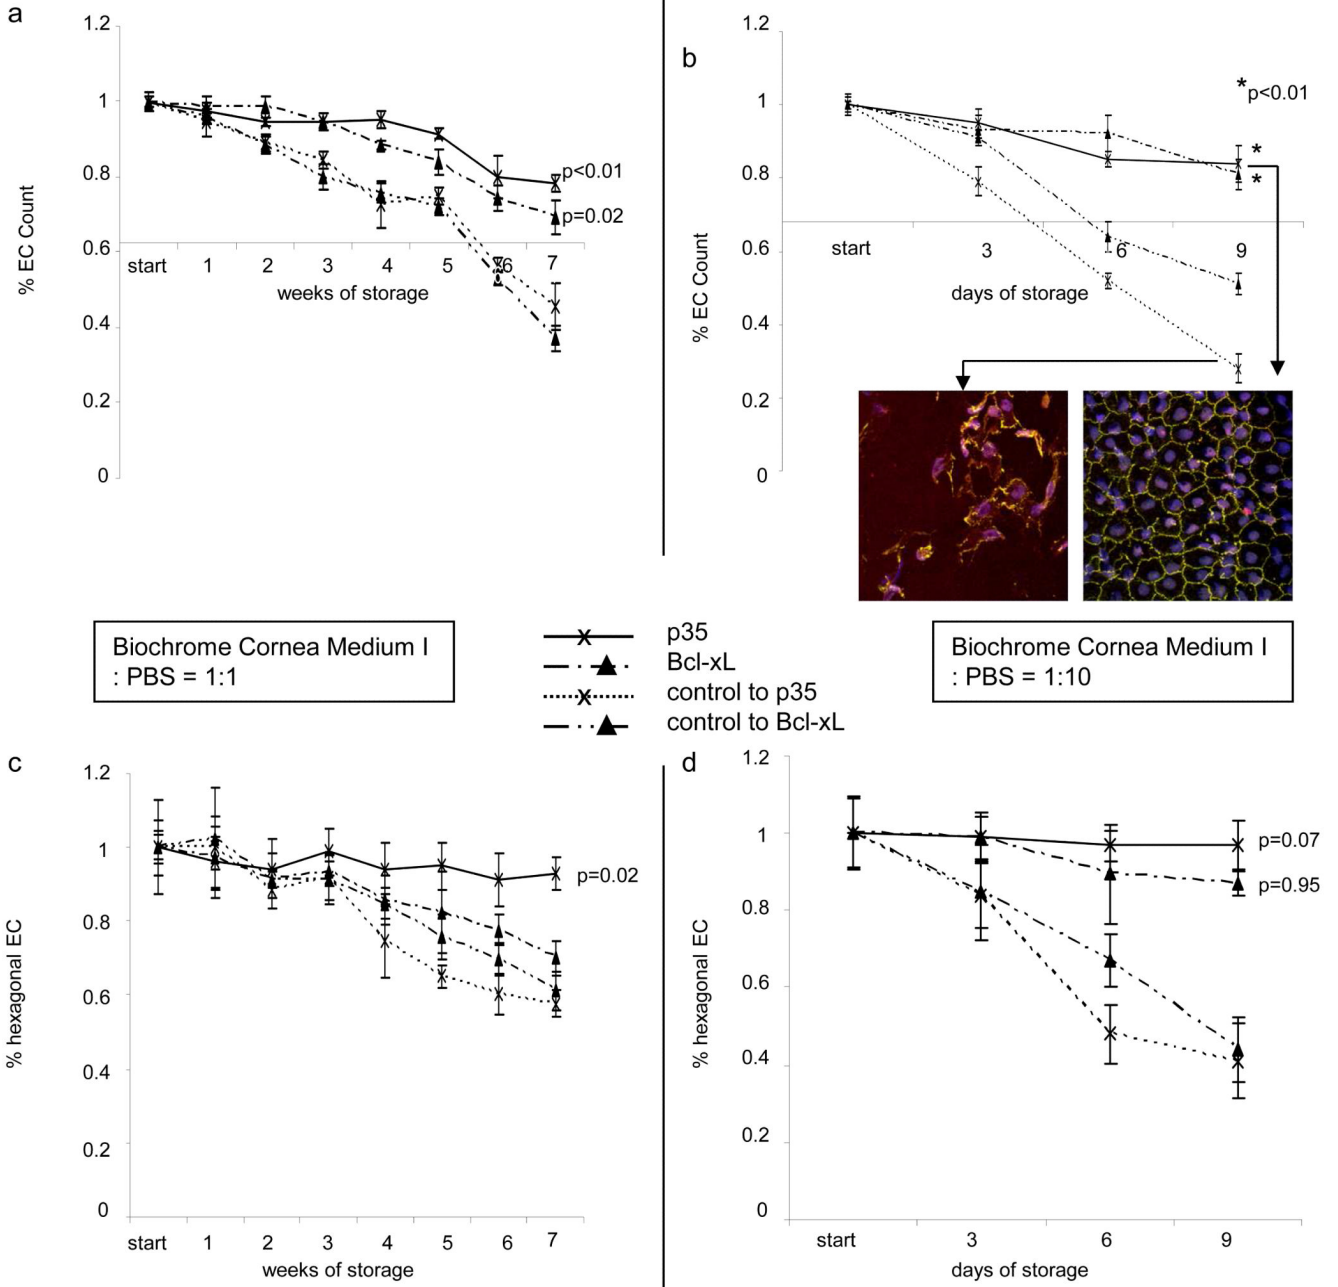 a
1.2
1
0.8
0.6
0.4
0.2
0
% EC Count
p<0.01
p=0.02
start 1 2 3 4 5 6 7
weeks of storage
b
1.2
1
0.8
0.6
0.4
0.2
0
% EC Count
*p<0.01
*
*
start 3 6 9
days of storage
Biochrome Cornea Medium I
: PBS = 1:1
p35
Bcl-xL
control to p35
control to Bcl-xL
Biochrome Cornea Medium I
: PBS = 1:10
c
1.2
1
0.8
0.6
0.4
0.2
0
% hexagonal EC
p=0.02
start 1 2 3 4 5 6 7
weeks of storage
d
1.2
1
0.8
0.6
0.4
0.2
0
% hexagonal EC
p=0.07
p=0.95
start 3 6 9
days of storage